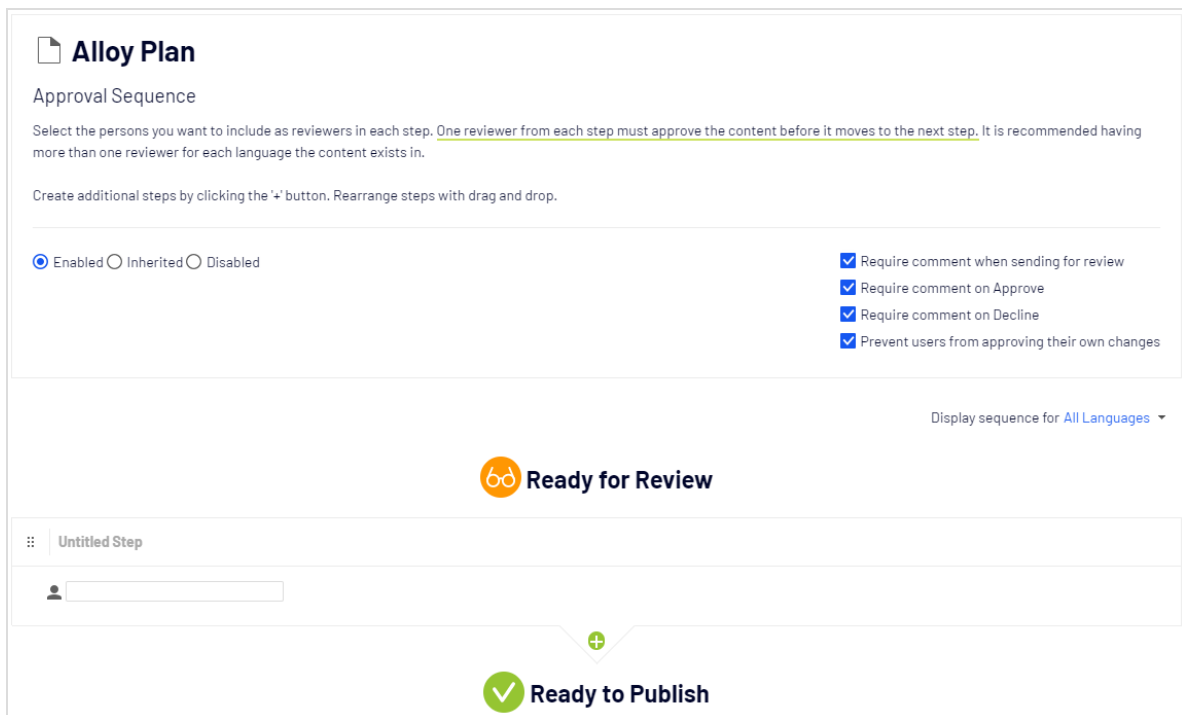 Alloy Plan
Approval Sequence
Select the persons you want to include as reviewers in each step. One reviewer from each step must approve the content before it moves to the next step. It is recommended having
more than one reviewer for each language the content exists in.
Create additional steps by clicking the '+' button. Rearrange steps with drag and drop.
Enabled Inherited Disabled
Require comment when sending for review
Require comment on Approve
Require comment on Decline
Prevent users from approving their own changes
Display sequence for All Languages
Ready for Review
Untitled Step
Ready to Publish